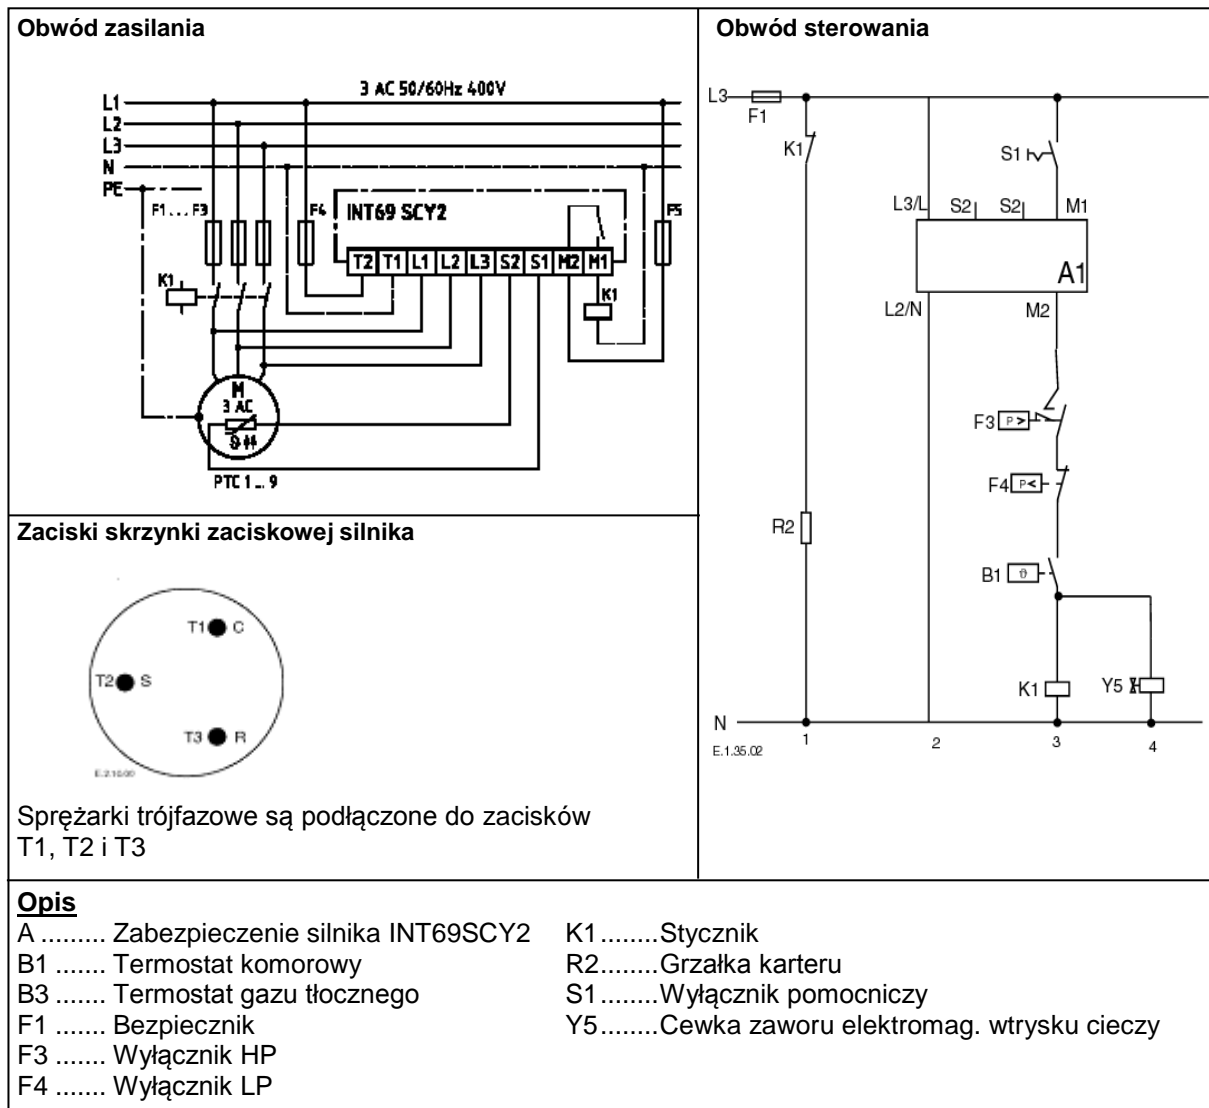 Obwód zasilania
3 AC 50/60Hz 400V
L1
L2
L3
N
PE
F1...F3
F4
INT69 SCY2
F5
T2 T1 L1 L2 L3 S2 S1 M2 M1
K1
K1
M
3 AC
PTC 1...9
Obwód sterowania
L3
F1
K1
S1
L3/L
S2
S2
M1
A1
L2/N
M2
F3
P >
F4
P<
R2
B1
K1
Y5
N
1
2
3
4
E.1.35.02
Zaciski skrzynki zaciskowej silnika
T1 C
T2 S
T3 R
E.2.10.00
Sprężarki trójfazowe są podłączone do zacisków
T1, T2 i T3
Opis
A ......... Zabezpieczenie silnika INT69SCY2
B1 ....... Termostat komorowy
B3 ....... Termostat gazu tłocznego
F1 ....... Bezpiecznik
F3 ....... Wyłącznik HP
F4 ....... Wyłącznik LP
K1........Stycznik
R2........Grzałka karteru
S1........Wyłącznik pomocniczy
Y5........Cewka zaworu elektromag. wtrysku cieczy